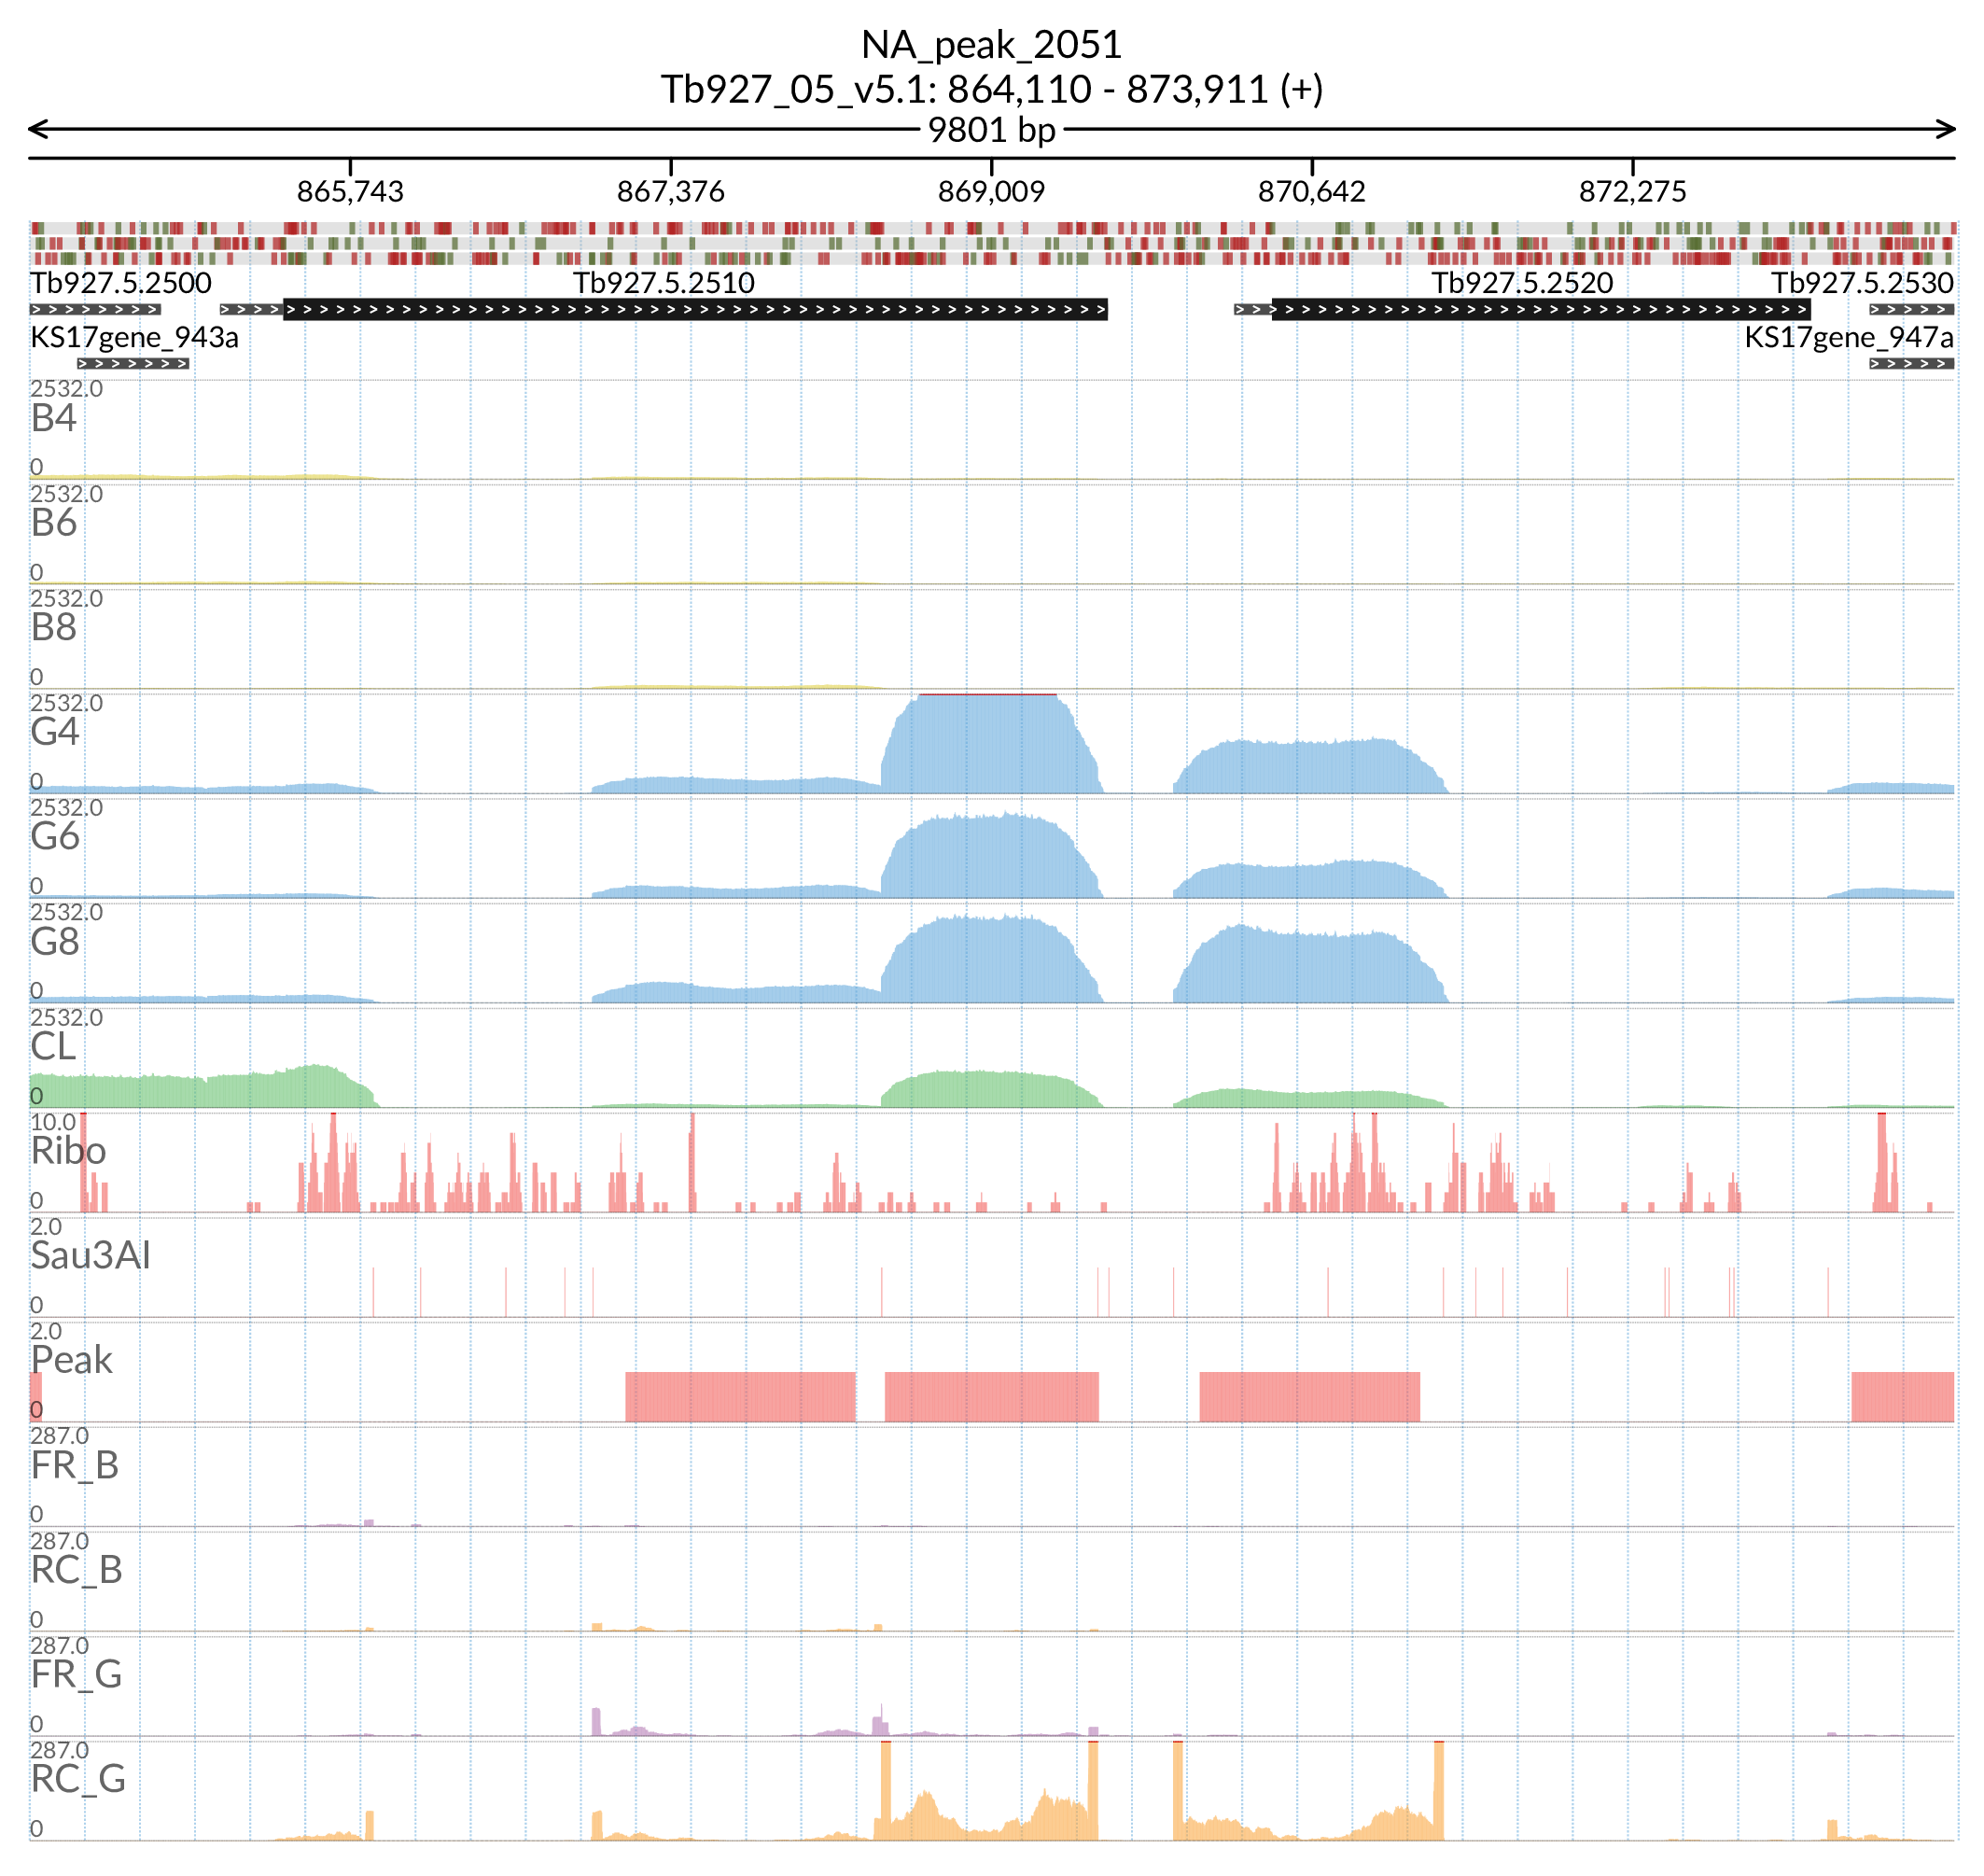 NA_peak_2051
Tb927_05_v5.1: 864,110 - 873,911 (+)
9801 bp
865,743 867,376 869,009 870,642 872,275
Tb927.5.2500 Tb927.5.2510 Tb927.5.2520 Tb927.5.2530
KS17gene_943a KS17gene_947a
2532.0
B4
0
2532.0
B6
0
2532.0
B8
0
2532.0
G4
0
2532.0
G6
0
2532.0
G8
0
2532.0
CL
0
10.0
Ribo
0
2.0
Sau3AI
0
2.0
Peak
0
287.0
FR_B
0
287.0
RC_B
0
287.0
FR_G
0
287.0
RC_G
0